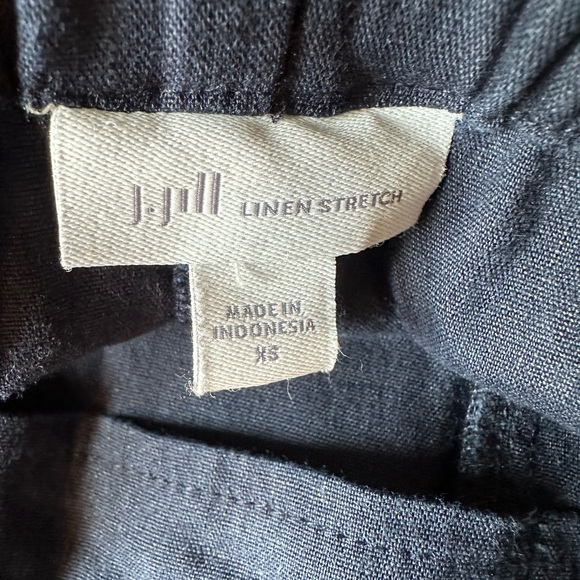 J.Jill LINEN STRETCH
MADE IN
INDONESIA
XS